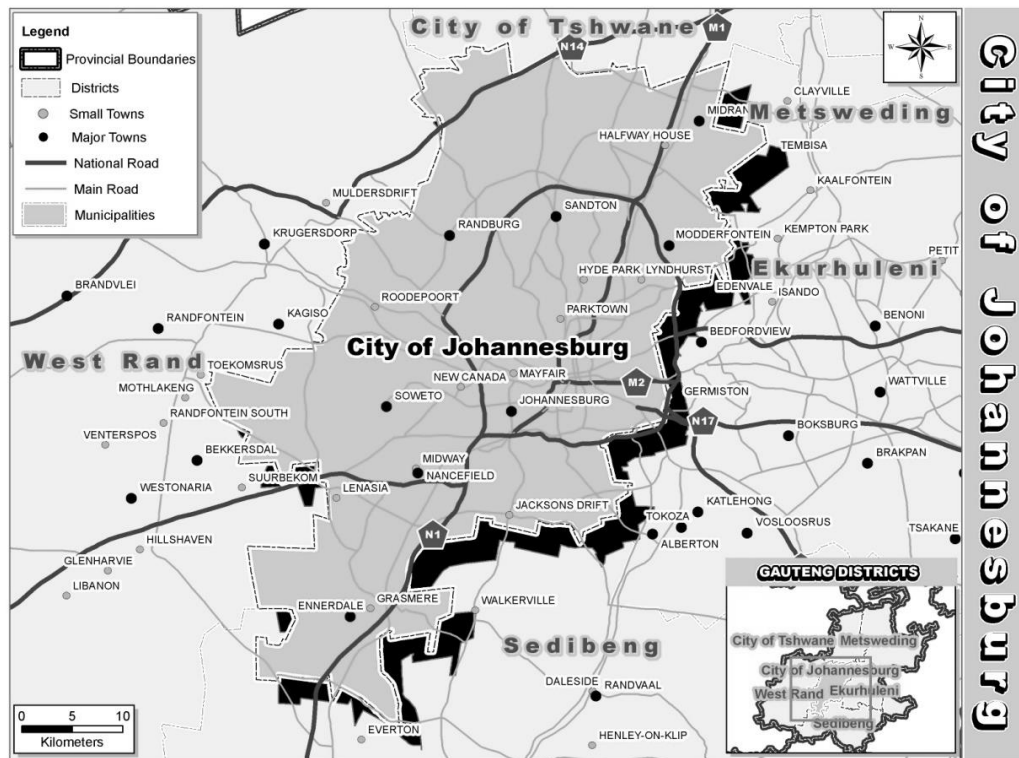 City of Johannesburg
Legend
Provincial Boundaries
Districts
Small Towns
Major Towns
National Road
Main Road
Municipalities
City of Tshwane
M1
N14
N
W
E
S
CLAYVILLE
MIDRAN
Metsweding
HALFWAY HOUSE
TEMBISA
KAALFONTEIN
MULDERSDRIFT
SANDTON
RANDBURG
KRUGERSDORP
MODDERFONTEIN
KEMPTON PARK
PETIT
Ekurhuleni
HYDE PARK
LYNDHURST
BRANDVLEI
EDENVALE
ISANDO
ROODEPOORT
PARKTOWN
RANDFONTEIN
KAGISO
BEDFORDVIEW
BENONI
City of Johannesburg
West Rand
TOEKOMSRUS
MAYFAIR
NEW CANADA
M2
MOTHLAKENG
GERMISTON
WATTVILLE
SOWETO
JOHANNESBURG
RANDFONTEIN SOUTH
N17
BOKSBURG
VENTERSPOS
BEKKERSDAL
MIDWAY
BRAKPAN
NANCEFIELD
SUURBEKOM
WESTONARIA
LENASIA
KATLEHONG
JACKSONS DRIFT
TOKOZA
VOSLOOSRUS
TSAKANE
N1
ALBERTON
HILLSHAVEN
GLENHARVIE
LIBANON
GRASMERE
ENNERDALE
WALKERVILLE
Sedibeng
DALESIDE
RANDVAAL
EVERTON
HENLEY-ON-KLIP
0 5 10
Kilometers
GAUTENG DISTRICTS
City of Tshwane
Metsweding
City of Johannesburg
West Rand
Ekurhuleni
Sedibeng